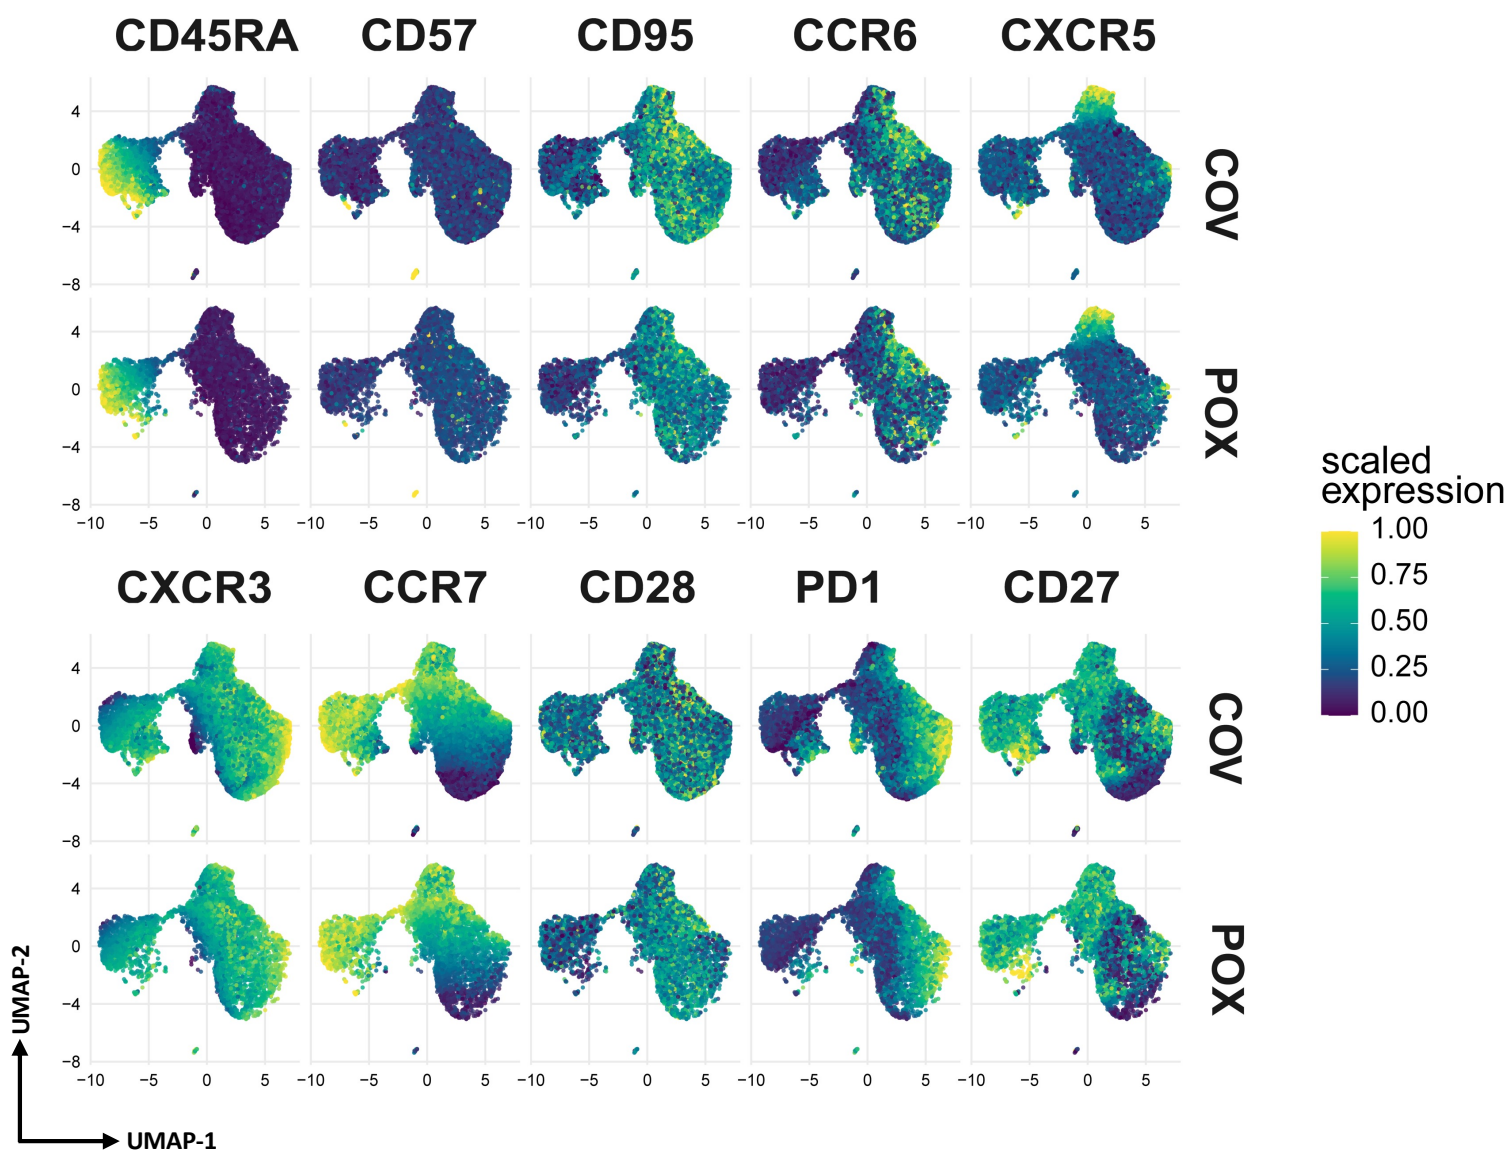 CD45RA CD57 CD95 CCR6 CXCR5
4
0
−4
−8
COV
4
0
−4
−8
POX
−10 −5 0 5 −10 −5 0 5 −10 −5 0 5 −10 −5 0 5 −10 −5 0 5
scaled
expression
1.00
0.75
0.50
0.25
0.00
CXCR3 CCR7 CD28 PD1 CD27
4
0
−4
−8
COV
4
0
−4
−8
POX
−10 −5 0 5 −10 −5 0 5 −10 −5 0 5 −10 −5 0 5 −10 −5 0 5
UMAP-2
UMAP-1